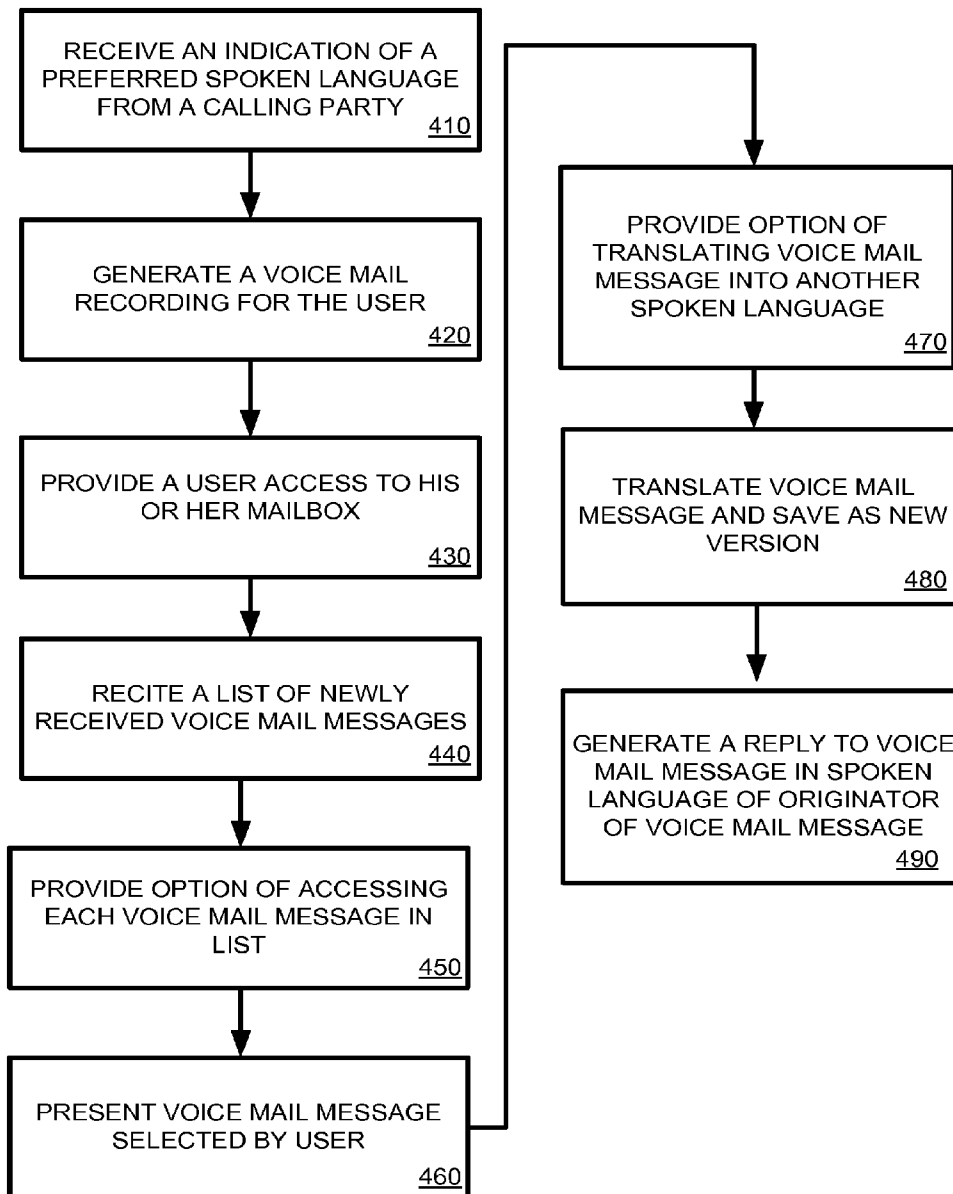 RECEIVE AN INDICATION OF A
PREFERRED SPOKEN LANGUAGE
FROM A CALLING PARTY
410
GENERATE A VOICE MAIL
RECORDING FOR THE USER
420
PROVIDE A USER ACCESS TO HIS
OR HER MAILBOX
430
RECITE A LIST OF NEWLY
RECEIVED VOICE MAIL MESSAGES
440
PROVIDE OPTION OF ACCESSING
EACH VOICE MAIL MESSAGE IN
LIST
450
PRESENT VOICE MAIL MESSAGE
SELECTED BY USER
460
PROVIDE OPTION OF
TRANSLATING VOICE MAIL
MESSAGE INTO ANOTHER
SPOKEN LANGUAGE
470
TRANSLATE VOICE MAIL
MESSAGE AND SAVE AS NEW
VERSION
480
GENERATE A REPLY TO VOICE
MAIL MESSAGE IN SPOKEN
LANGUAGE OF ORIGINATOR
OF VOICE MAIL MESSAGE
490